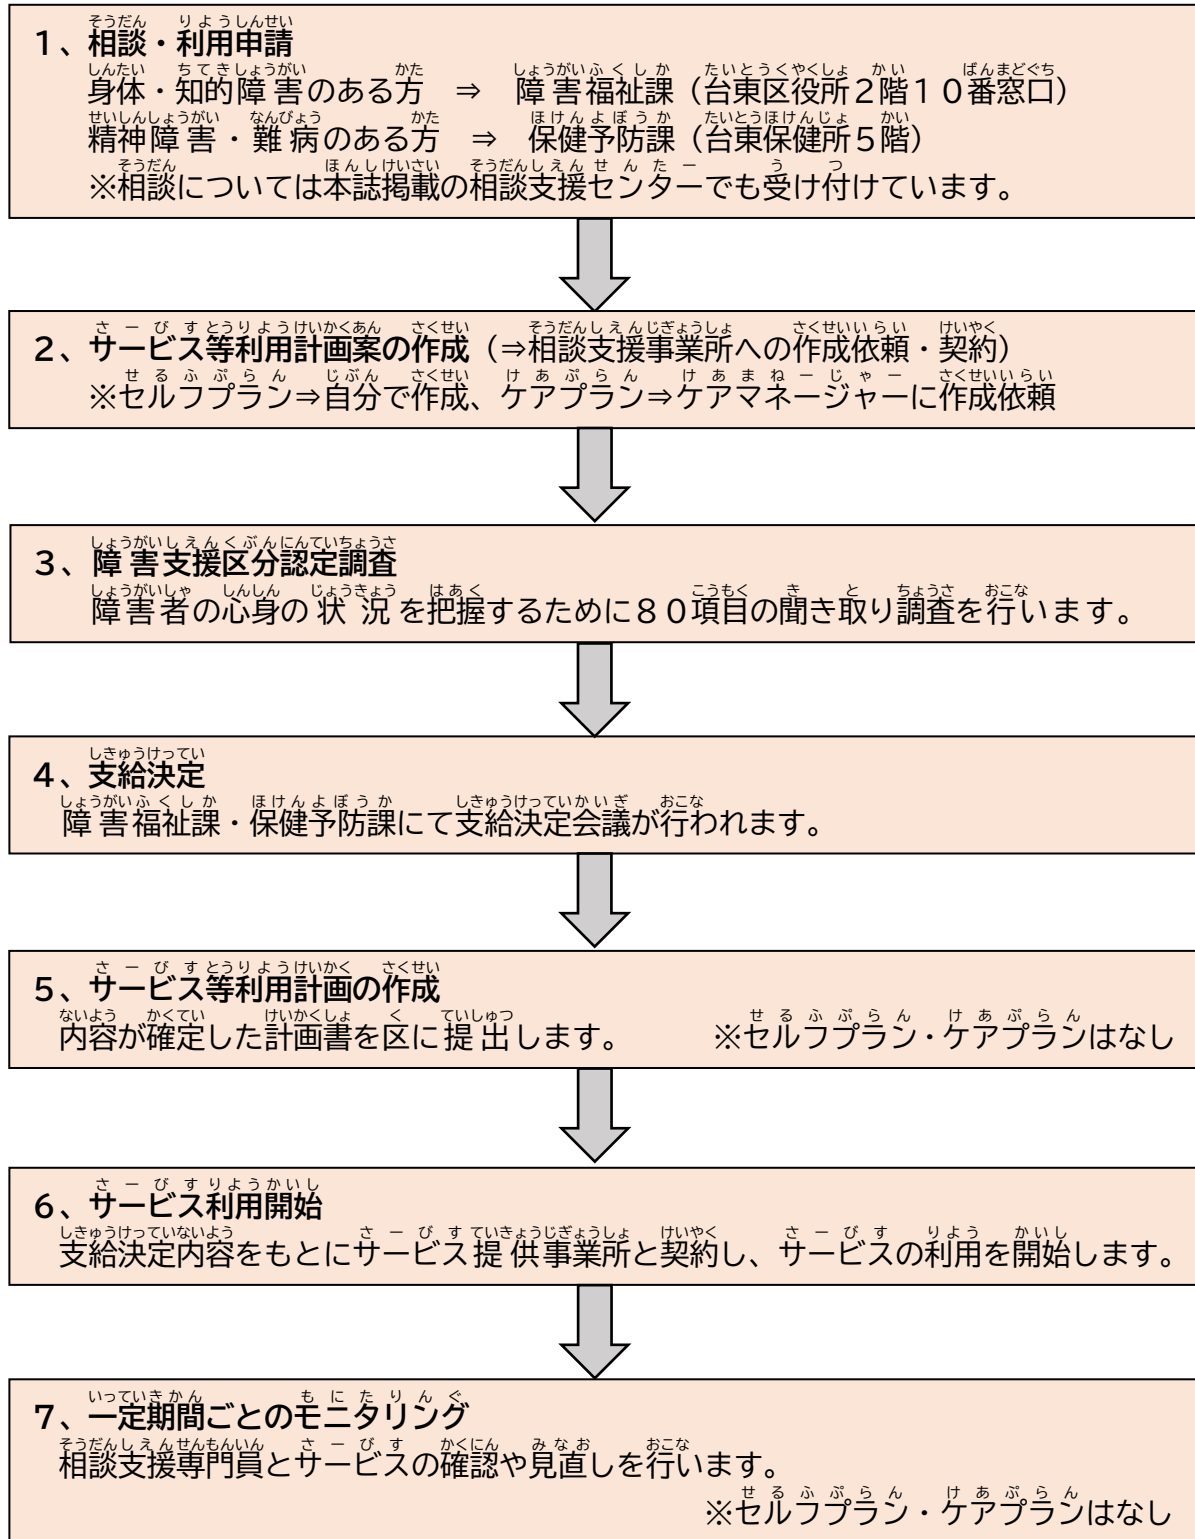 1、相談・利用申請
身体・知的障害のある方 ⇒ 障害福祉課（台東区役所2階10番窓口）
精神障害・難病のある方 ⇒ 保健予防課（台東保健所5階）
※相談については本誌掲載の相談支援センターでも受け付けています。
2、サービス等利用計画案の作成（⇒相談支援事業所への作成依頼・契約）
※セルフプラン⇒自分で作成、ケアプラン⇒ケアマネージャーに作成依頼
3、障害支援区分認定調査
障害者の心身の状況を把握するために80項目の聞き取り調査を行います。
4、支給決定
障害福祉課・保健予防課にて支給決定会議が行われます。
5、サービス等利用計画の作成
内容が確定した計画書を区に提出します。 ※セルフプラン・ケアプランはなし
6、サービス利用開始
支給決定内容をもとにサービス提供事業所と契約し、サービスの利用を開始します。
7、一定期間ごとのモニタリング
相談支援専門員とサービスの確認や見直しを行います。
※セルフプラン・ケアプランはなし